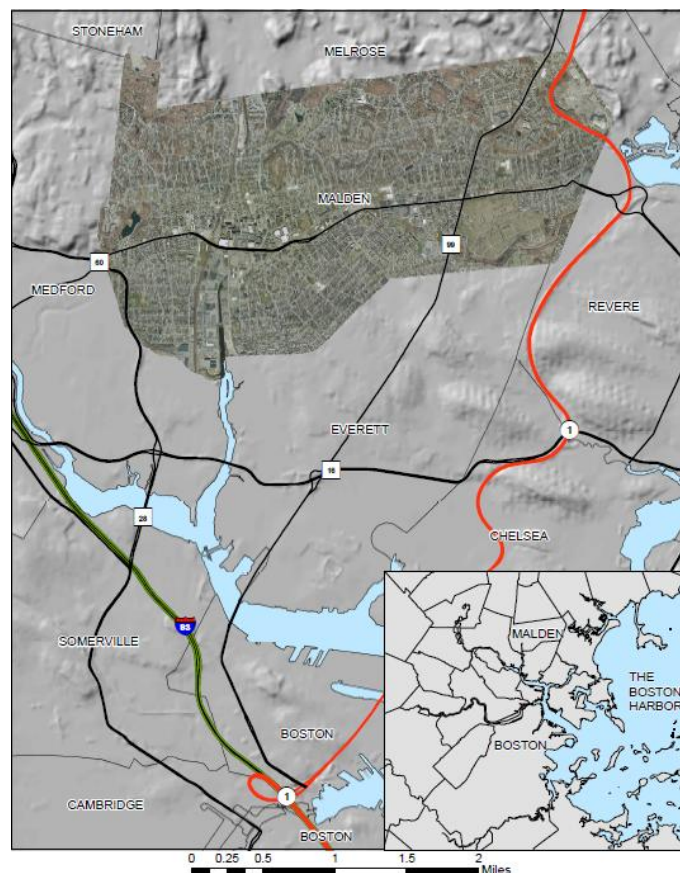 STONEHAM
MELROSE
MALDEN
99
60
MEDFORD
REVERE
EVERETT
1
16
28
CHELSEA
93
SOMERVILLE
MALDEN
THE
BOSTON
HARBOR
BOSTON
BOSTON
1
CAMBRIDGE
BOSTON
0 0.25 0.5 1 1.5 2
Miles